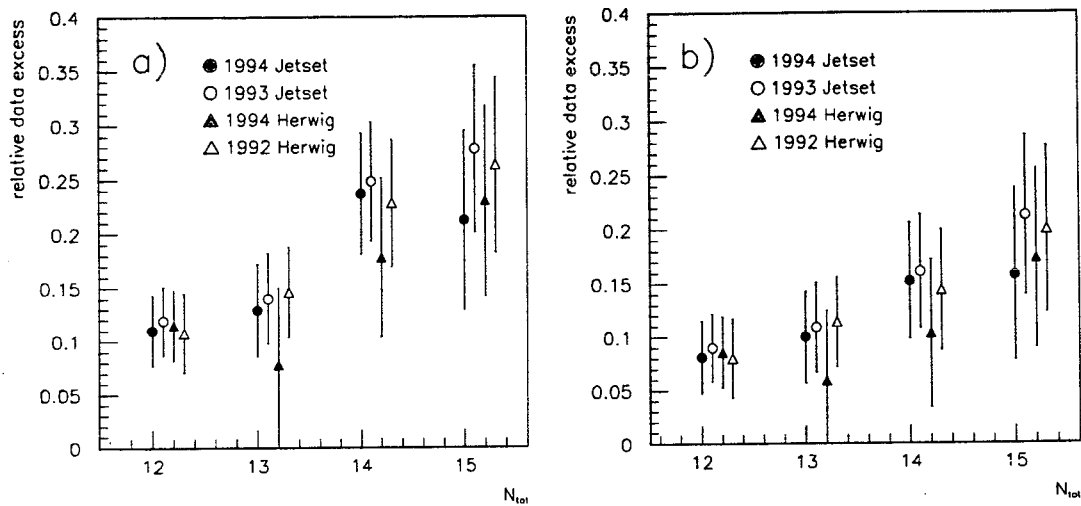 relative data excess
0.4
0.35
0.3
0.25
0.2
0.15
0.1
0.05
0
a)
1994 Jetset
1993 Jetset
1994 Herwig
1992 Herwig
12
13
14
15
N_tot
relative data excess
0.4
0.35
0.3
0.25
0.2
0.15
0.1
0.05
0
b)
1994 Jetset
1993 Jetset
1994 Herwig
1992 Herwig
12
13
14
15
N_tot